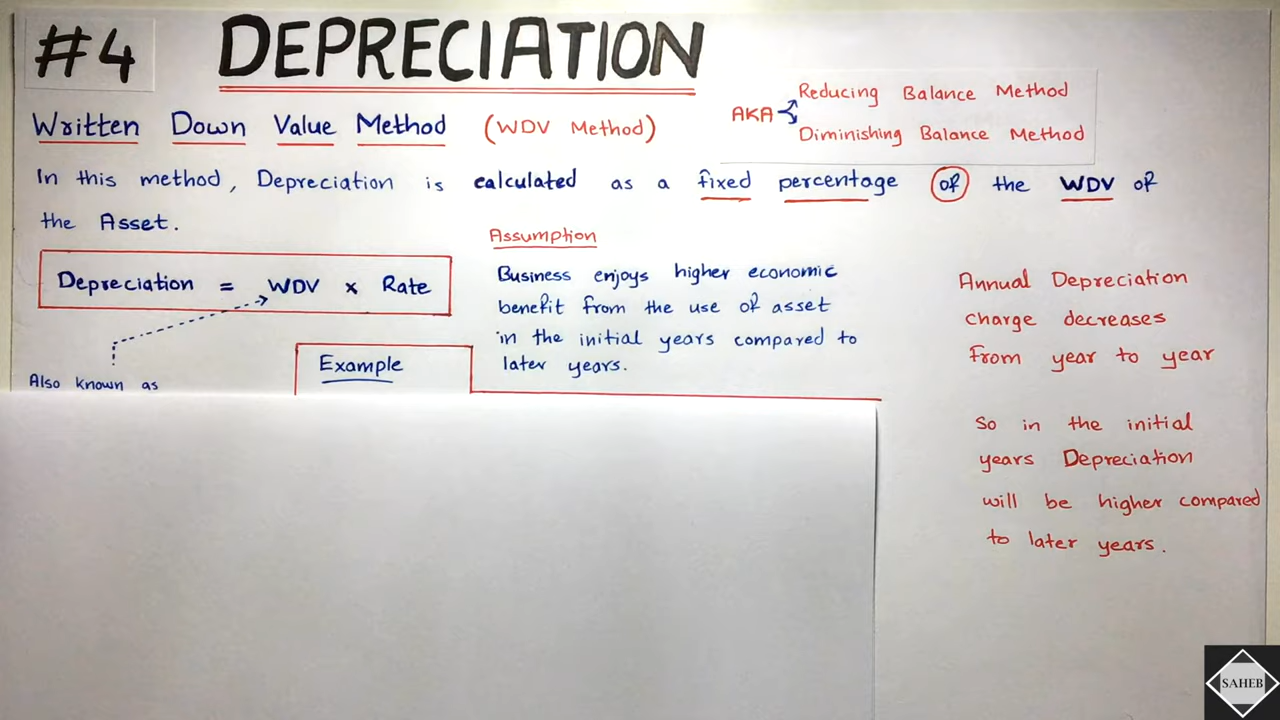 #4 DEPRECIATION
Written Down Value Method (WDV Method)
AKA
Reducing Balance Method
Diminishing Balance Method
In this method, Depreciation is calculated as a fixed percentage of the WDV of
the Asset.
Depreciation = WDV x Rate
Also known as
Assumption
Business enjoys higher economic
benefit from the use of asset
in the initial years compared to
later years.
Example
Annual Depreciation
charge decreases
from year to year
So in the initial
years Depreciation
will be higher compared
to later years.
SAHEB